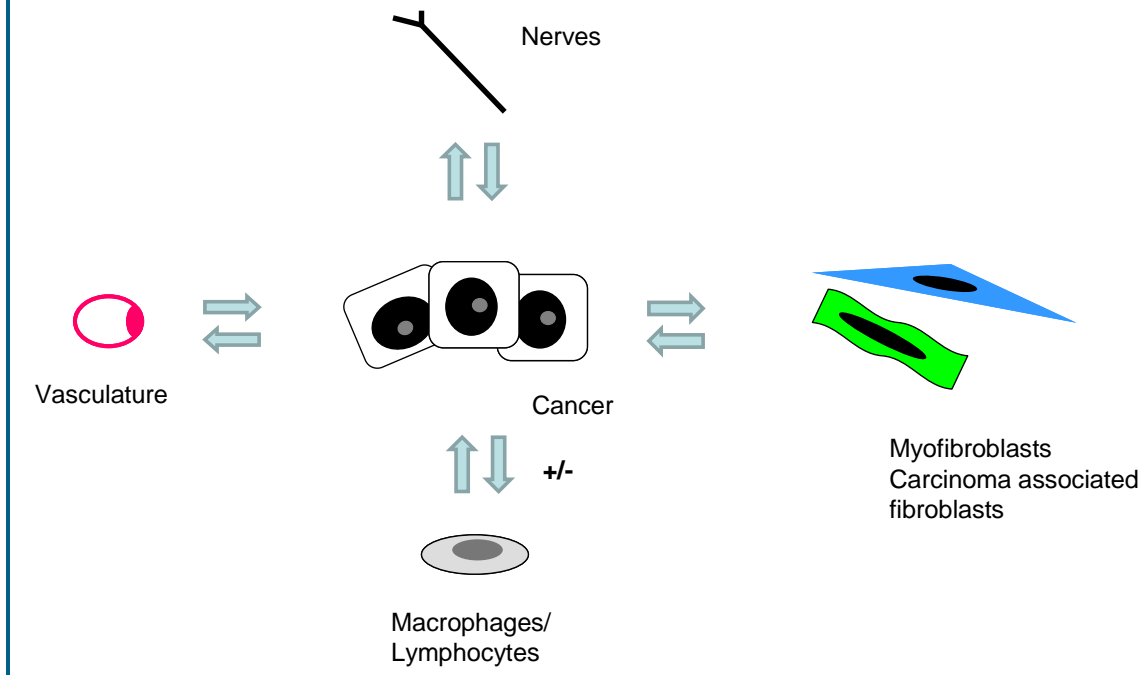 Nerves
Vasculature
Cancer
+/-
Myofibroblasts
Carcinoma associated
fibroblasts
Macrophages/
Lymphocytes